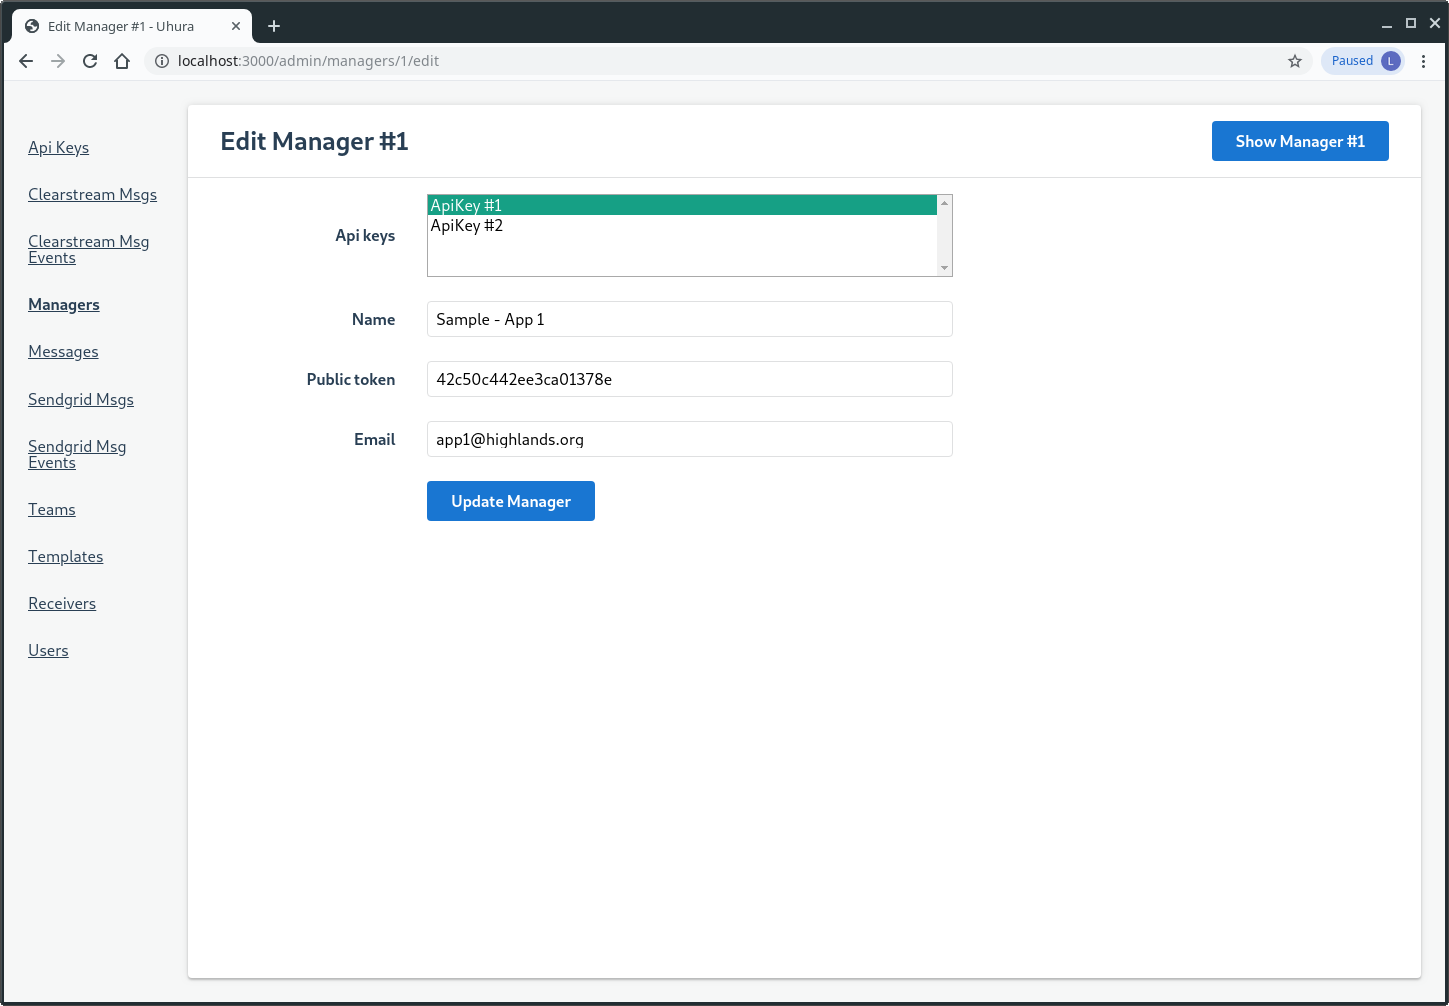 Edit Manager #1 - Uhura
localhost:3000/admin/managers/1/edit
Paused
L
Api Keys
Clearstream Msgs
Clearstream Msg
Events
Managers
Messages
Sendgrid Msgs
Sendgrid Msg
Events
Teams
Templates
Receivers
Users
Edit Manager #1
Show Manager #1
Api keys
ApiKey #1
ApiKey #2
Name
Sample - App 1
Public token
42c50c442ee3ca01378e
Email
app1@highlands.org
Update Manager